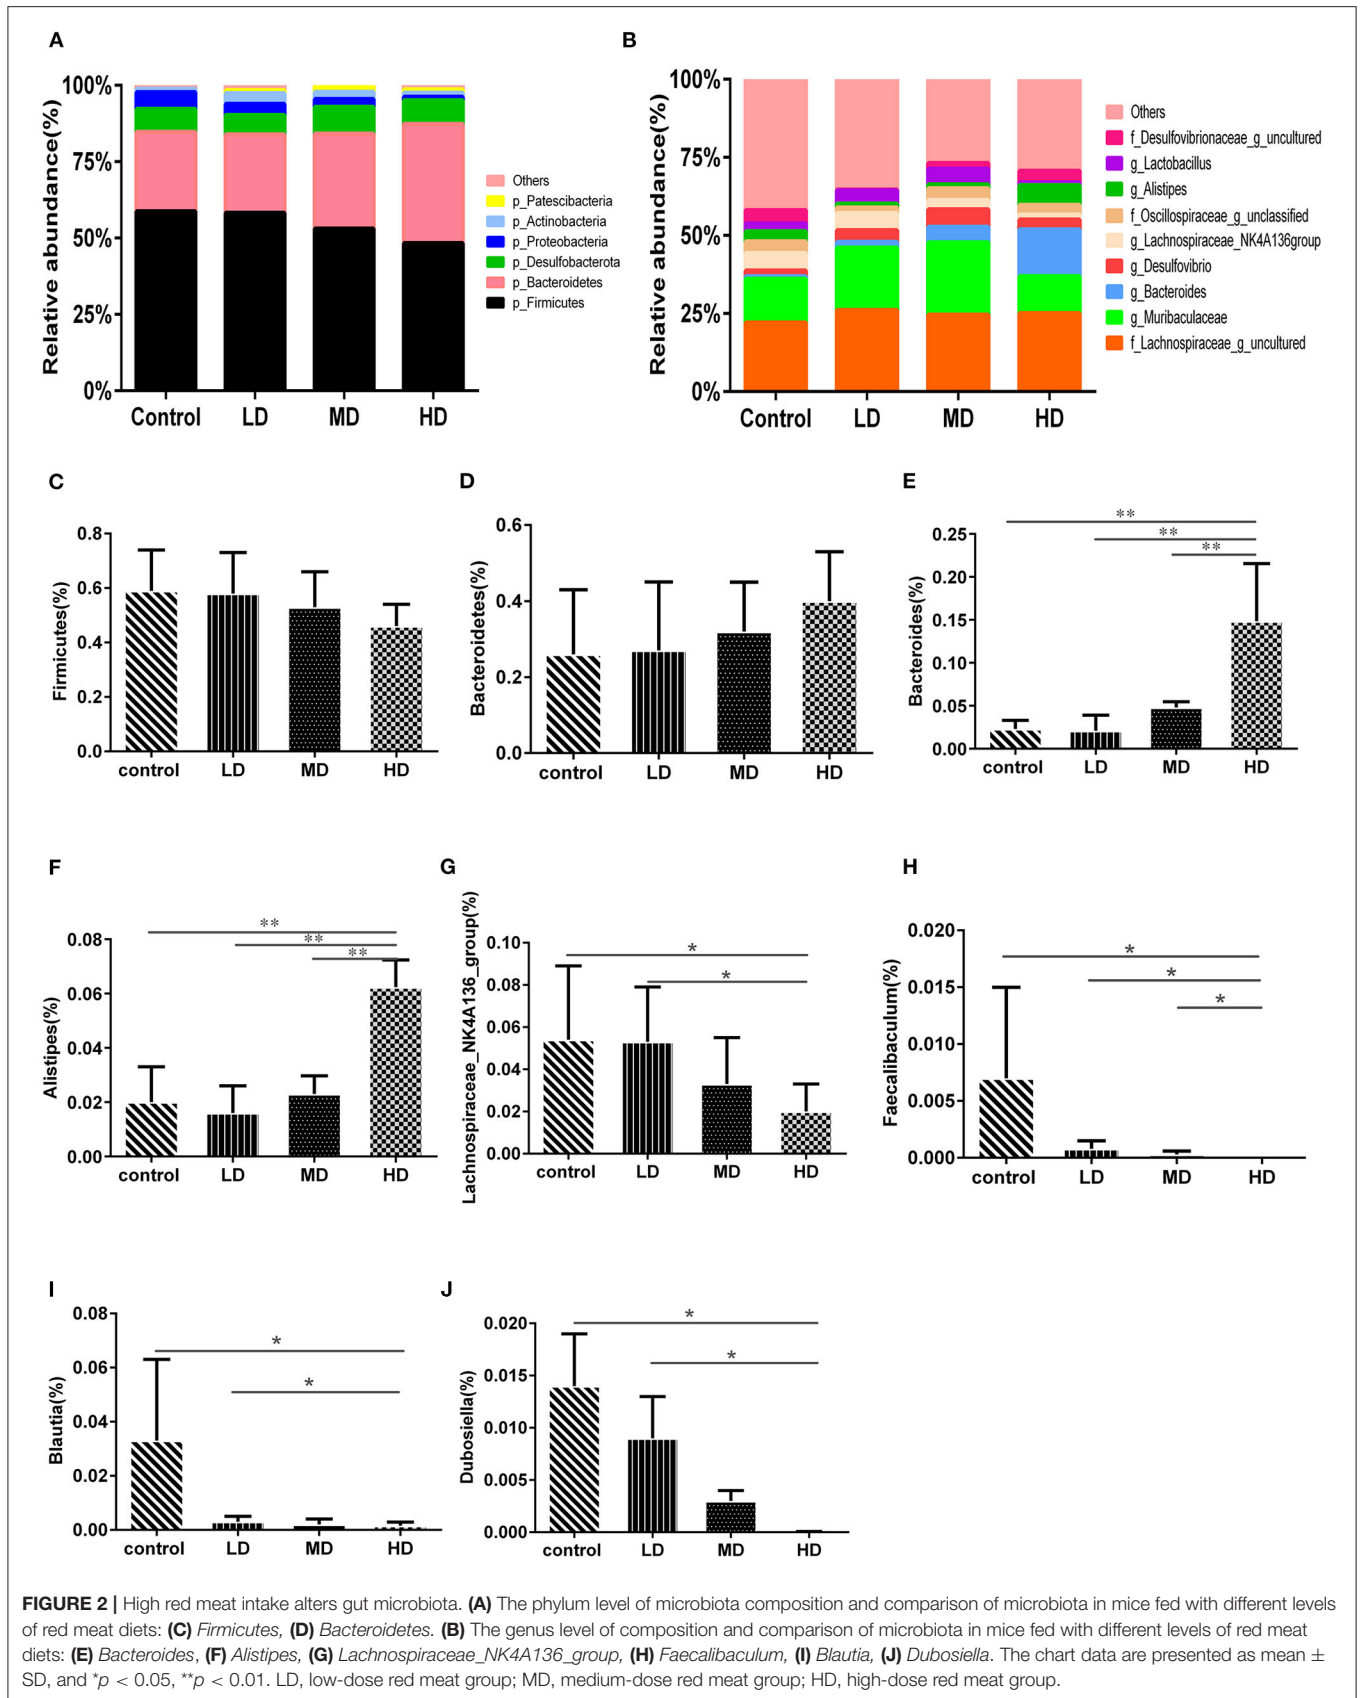 A
Relative abundance(%)
100%
75%
50%
25%
0%
Control LD MD HD
Others
p_Patescibacteria
p_Actinobacteria
p_Proteobacteria
p_Desulfobacterota
p_Bacteroidetes
p_Firmicutes
B
Relative abundance(%)
100%
75%
50%
25%
0%
Control LD MD HD
Others
f_Desulfovibrionaceae_g_uncultured
g_Lactobacillus
g_Alistipes
f_Oscillospiraceae_g_unclassified
g_Lachnospiraceae_NK4A136group
g_Desulfovibrio
g_Bacteroides
g_Muribaculaceae
f_Lachnospiraceae_g_uncultured
C
Firmicutes(%)
0.8
0.6
0.4
0.2
0.0
control LD MD HD
D
Bacteroidetes(%)
0.6
0.4
0.2
0.0
control LD MD HD
E
Bacteroides(%)
0.25
0.20
0.15
0.10
0.05
0.00
**
**
**
control LD MD HD
F
Alistipes(%)
0.08
0.06
0.04
0.02
0.00
**
**
**
control LD MD HD
G
Lachnospiraceae_NK4A136_group(%)
0.10
0.08
0.06
0.04
0.02
0.00
*
*
control LD MD HD
H
Faecalibaculum(%)
0.020
0.015
0.010
0.005
0.000
*
*
*
control LD MD HD
I
Blautia(%)
0.08
0.06
0.04
0.02
0.00
*
*
control LD MD HD
J
Dubosiella(%)
0.020
0.015
0.010
0.005
0.000
*
*
control LD MD HD
FIGURE 2 | High red meat intake alters gut microbiota. (A) The phylum level of microbiota composition and comparison of microbiota in mice fed with different levels
of red meat diets: (C) Firmicutes, (D) Bacteroidetes. (B) The genus level of composition and comparison of microbiota in mice fed with different levels of red meat
diets: (E) Bacteroides, (F) Alistipes, (G) Lachnospiraceae_NK4A136_group, (H) Faecalibaculum, (I) Blautia, (J) Dubosiella. The chart data are presented as mean ±
SD, and *p < 0.05, **p < 0.01. LD, low-dose red meat group; MD, medium-dose red meat group; HD, high-dose red meat group.